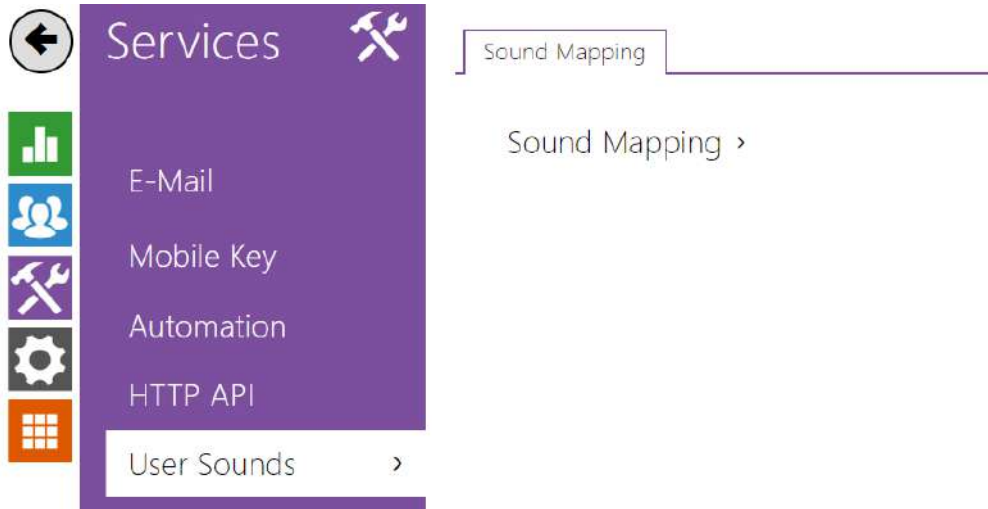 Services
E-Mail
Mobile Key
Automation
HTTP API
User Sounds ›
Sound Mapping
Sound Mapping ›